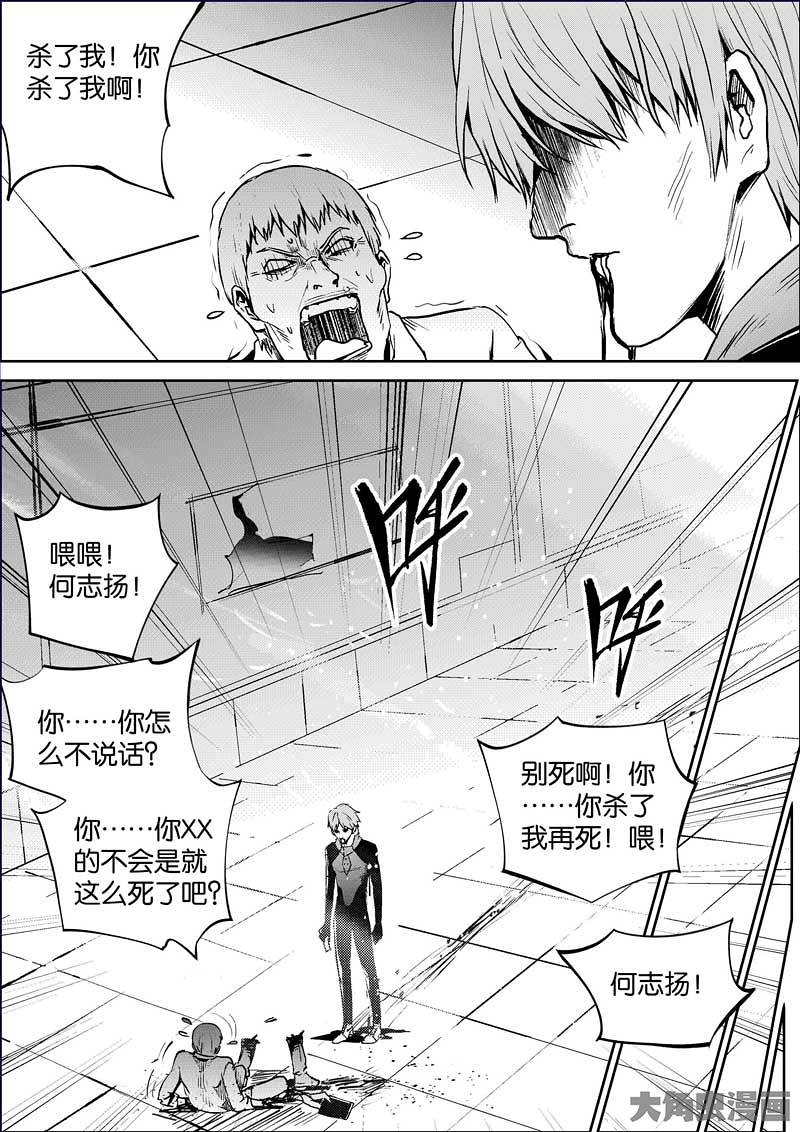 杀了我！你
杀了我啊！
喂喂！
何志扬！
呼
呼
你……你怎
么不说话？
你……你XX
的不会是就
这么死了吧？
别死啊！你
……你杀了
我再死！喂！
何志扬！
大角虫漫画